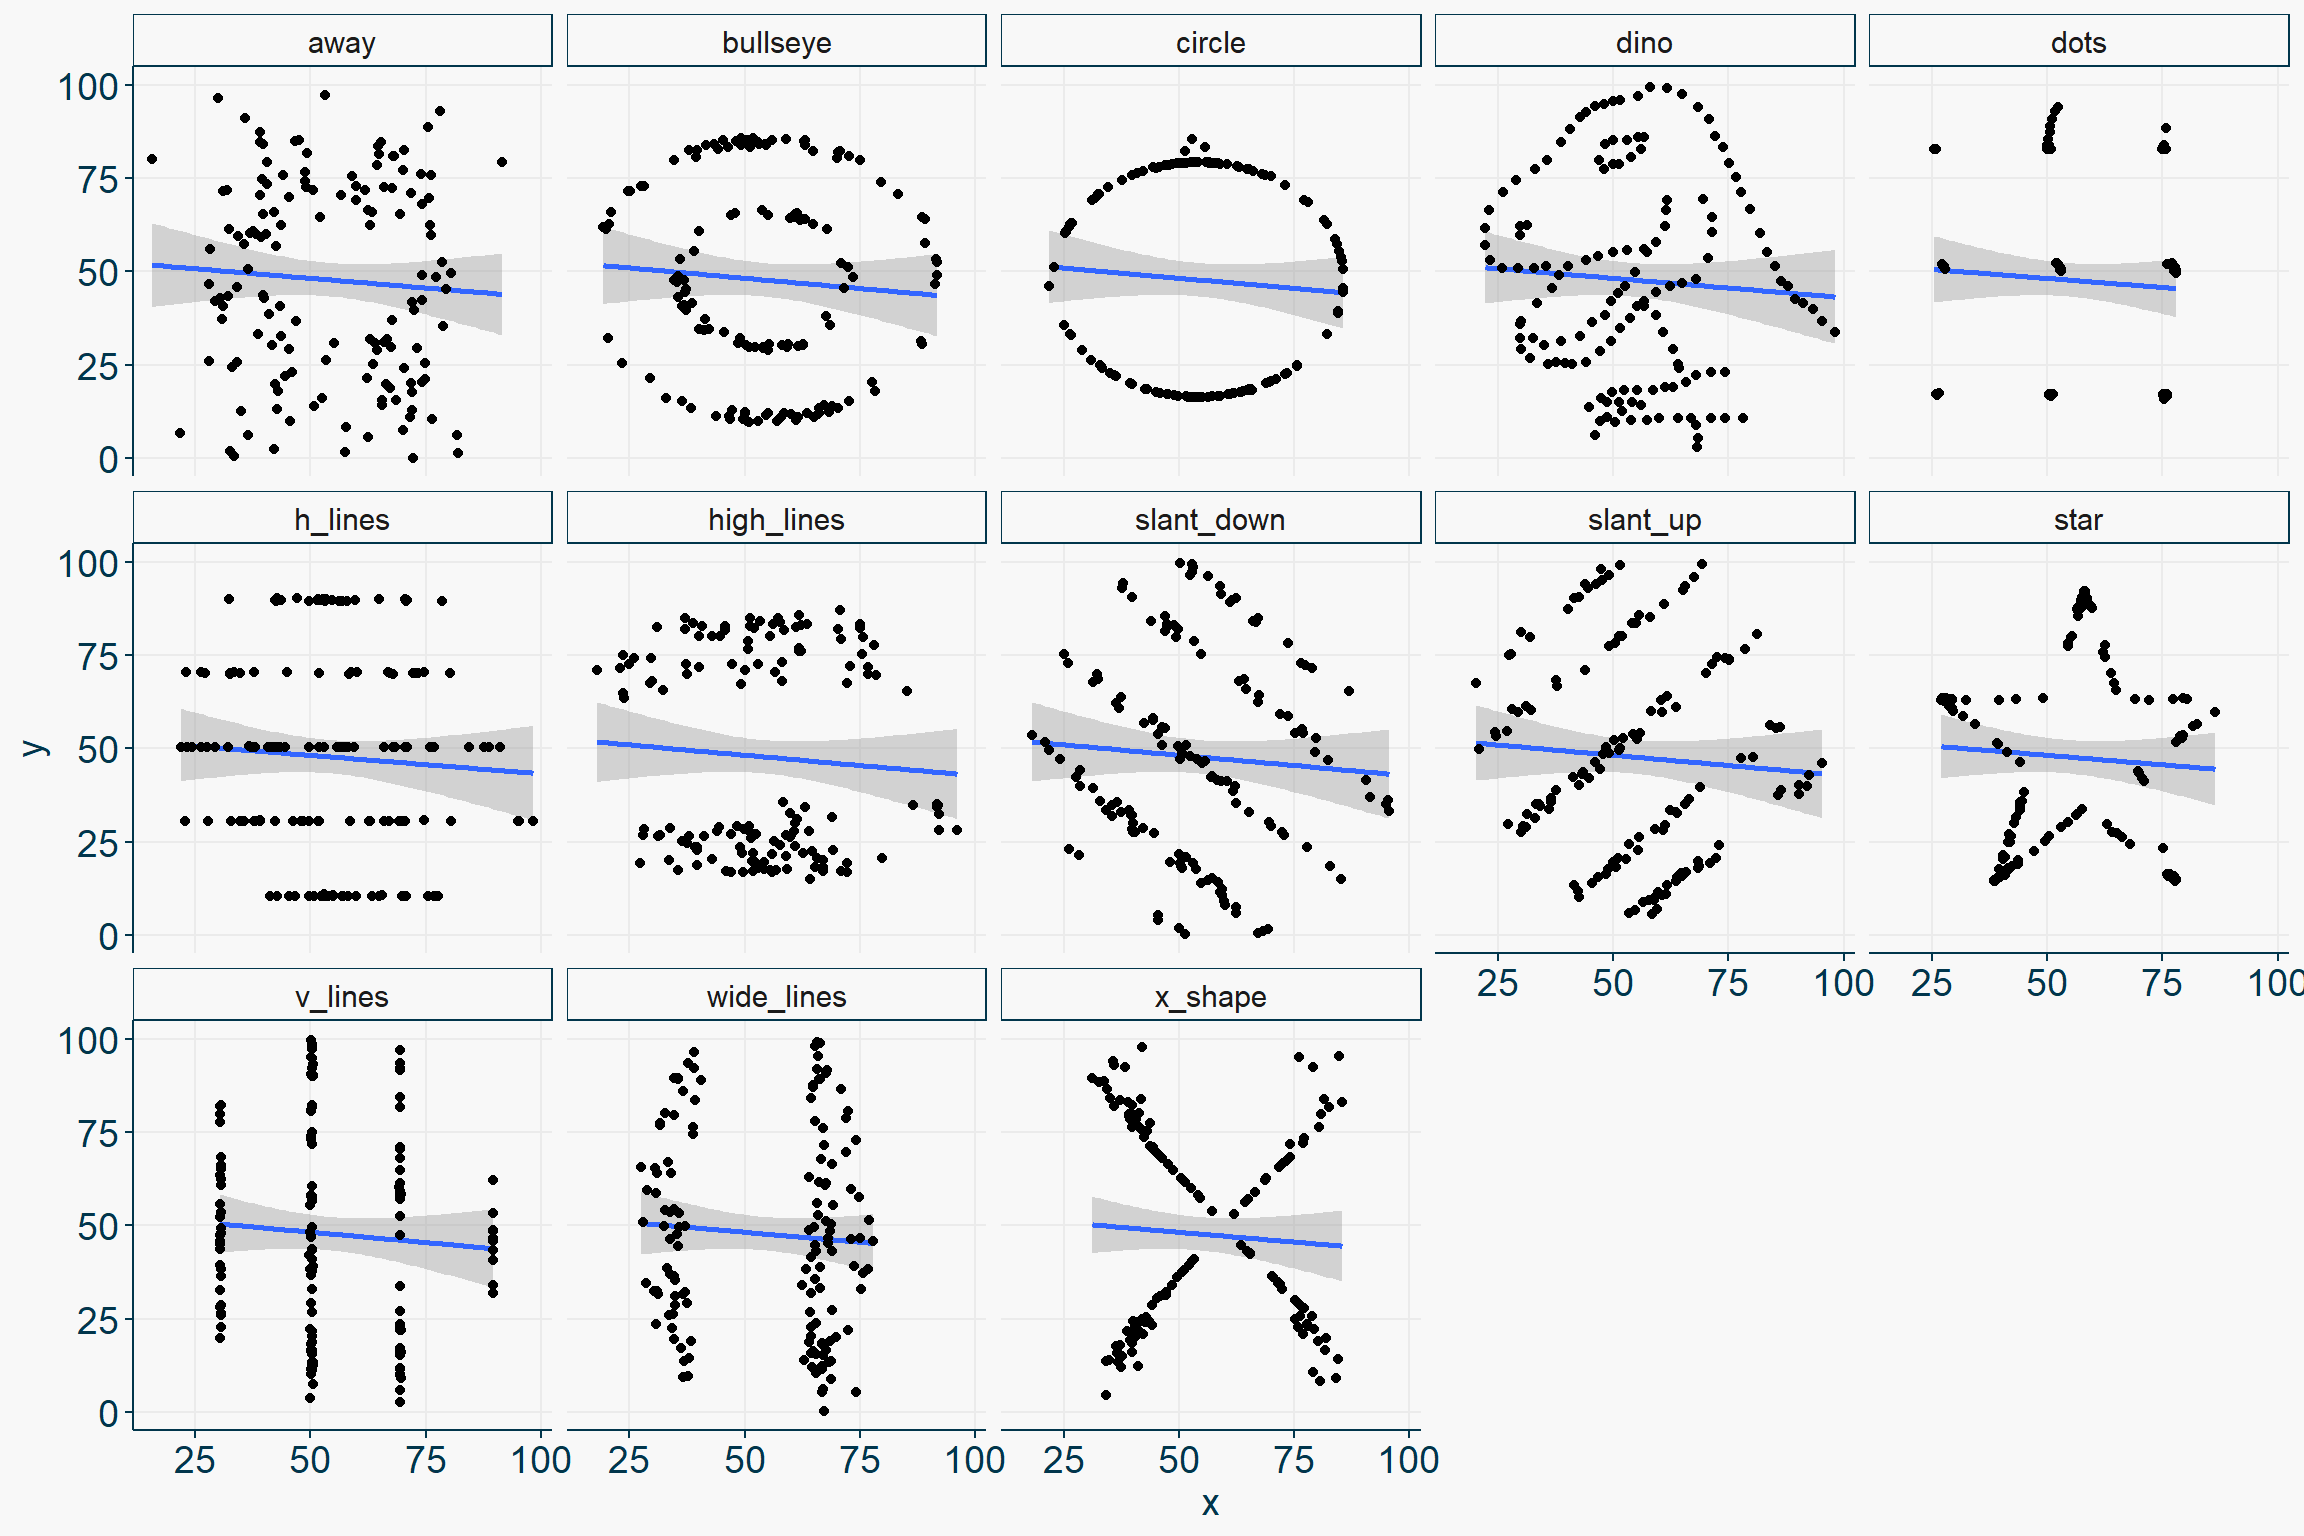 away bullseye circle dino dots
100
75
50
25
0
h_lines high_lines slant_down slant_up star
100
75
50
25
0
25 50 75 100 25 50 75 100
v_lines wide_lines x_shape
100
75
50
25
0
25 50 75 100 25 50 75 100 25 50 75 100
x
y